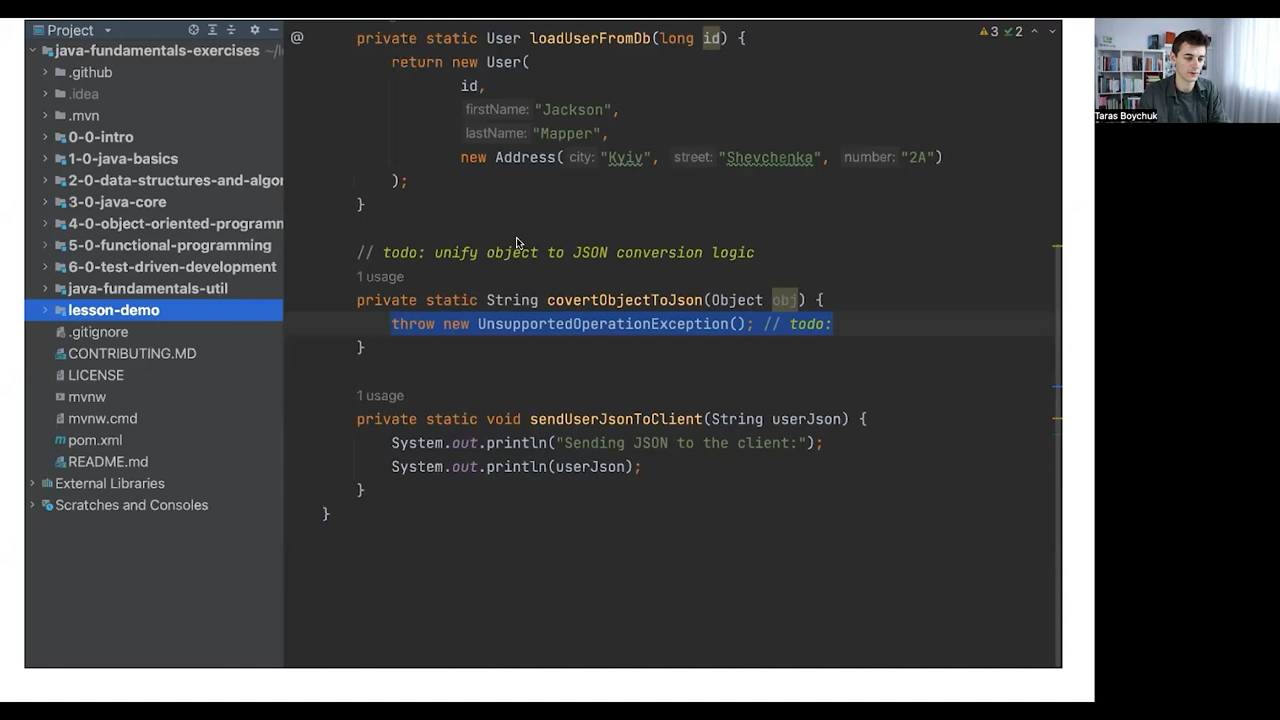 Project
java-fundamentals-exercises ~/
.github
.idea
.mvn
0-0-intro
1-0-java-basics
2-0-data-structures-and-algor
3-0-java-core
4-0-object-oriented-programm
5-0-functional-programming
6-0-test-driven-development
java-fundamentals-util
lesson-demo
.gitignore
CONTRIBUTING.MD
LICENSE
mvnw
mvnw.cmd
pom.xml
README.md
External Libraries
Scratches and Consoles
@
3 2
private static User loadUserFromDb(long id) {
return new User(
id,
firstName: "Jackson",
lastName: "Mapper",
new Address( city: "Kyiv", street: "Shevchenka", number: "2A")
);
}
// todo: unify object to JSON conversion logic
1 usage
private static String covertObjectToJson(Object obj) {
throw new UnsupportedOperationException(); // todo:
}
1 usage
private static void sendUserJsonToClient(String userJson) {
System.out.println("Sending JSON to the client:");
System.out.println(userJson);
}
}
Taras Boychuk